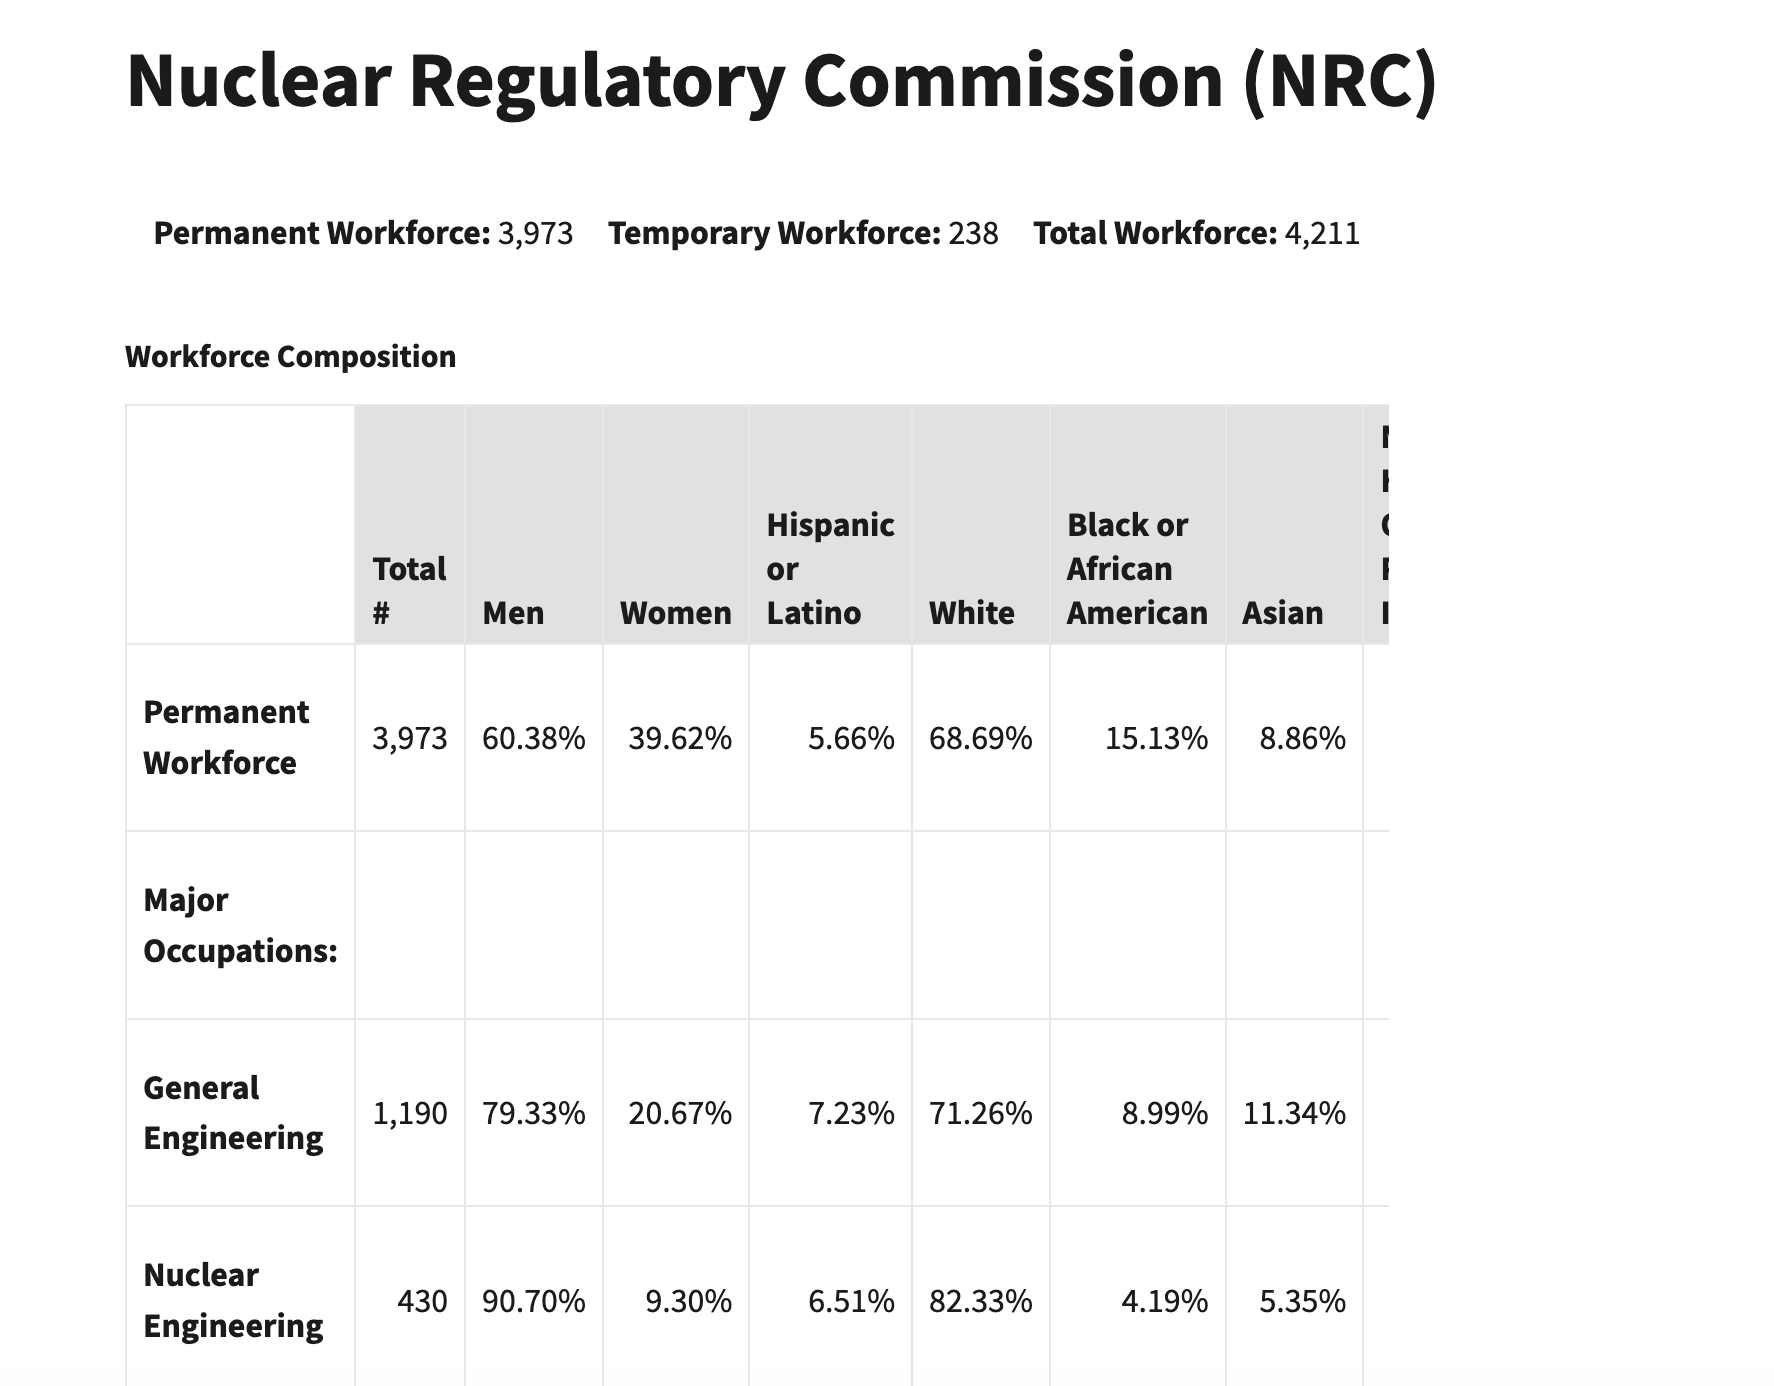 Nuclear Regulatory Commission (NRC)
Permanent Workforce: 3,973 Temporary Workforce: 238 Total Workforce: 4,211
Workforce Composition
Total
#
Men
Women
Hispanic
or
Latino
White
Black or
African
American
Asian
Permanent
Workforce
3,973 60.38% 39.62% 5.66% 68.69% 15.13% 8.86%
Major
Occupations:
General
Engineering
1,190 79.33% 20.67% 7.23% 71.26% 8.99% 11.34%
Nuclear
Engineering
430 90.70% 9.30% 6.51% 82.33% 4.19% 5.35%